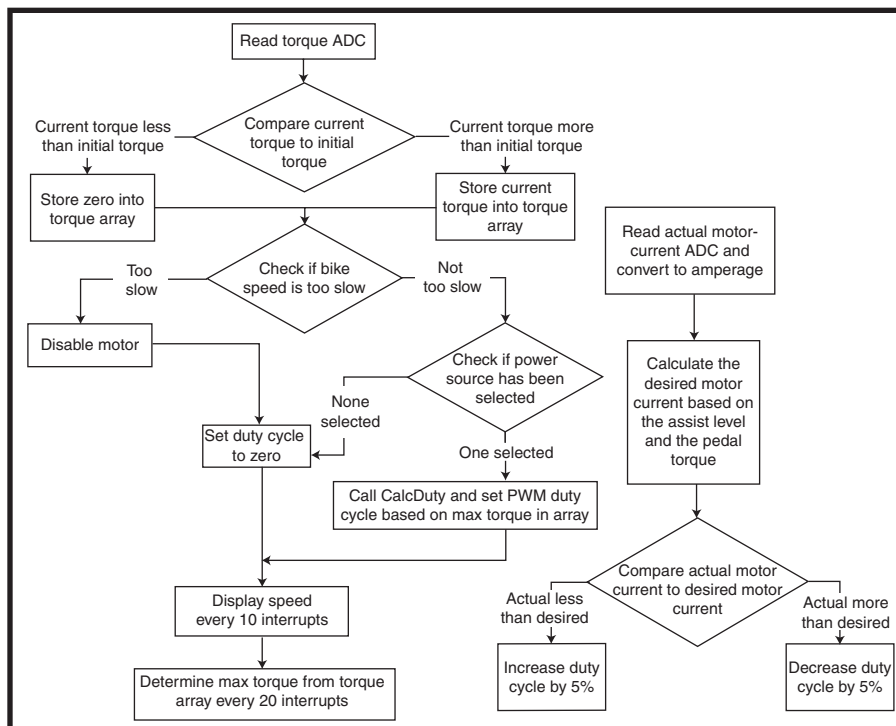 Read torque ADC
Compare current
torque to initial
torque
Current torque less
than initial torque
Current torque more
than initial torque
Store zero into
torque array
Store current
torque into torque
array
Check if bike
speed is too slow
Too
slow
Not
too slow
Disable motor
Check if power
source has been
selected
None
selected
One selected
Set duty cycle
to zero
Call CalcDuty and set PWM duty
cycle based on max torque in array
Display speed
every 10 interrupts
Determine max torque from torque
array every 20 interrupts
Read actual motor-
current ADC and
convert to amperage
Calculate the
desired motor
current based on
the assist level
and the pedal
torque
Compare actual motor
current to desired motor
current
Actual less
than desired
Actual more
than desired
Increase duty
cycle by 5%
Decrease duty
cycle by 5%